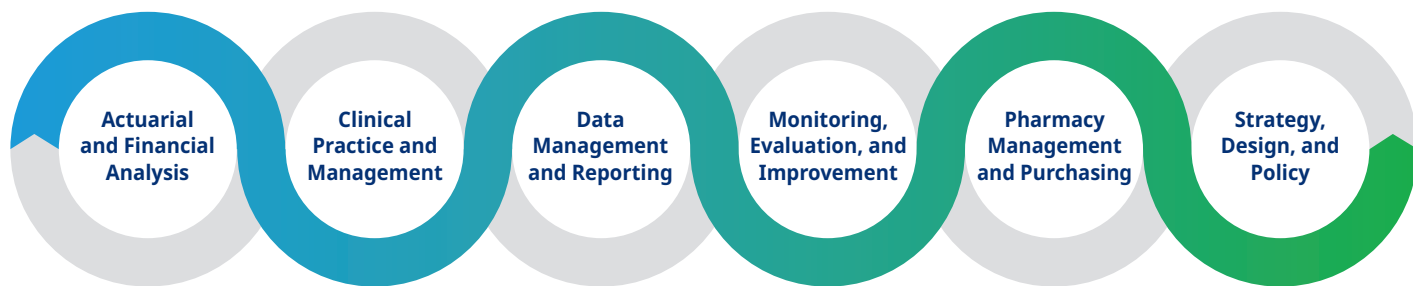 Actuarial
and Financial
Analysis
Clinical
Practice and
Management
Data
Management
and Reporting
Monitoring,
Evaluation, and
Improvement
Pharmacy
Management
and Purchasing
Strategy,
Design, and
Policy